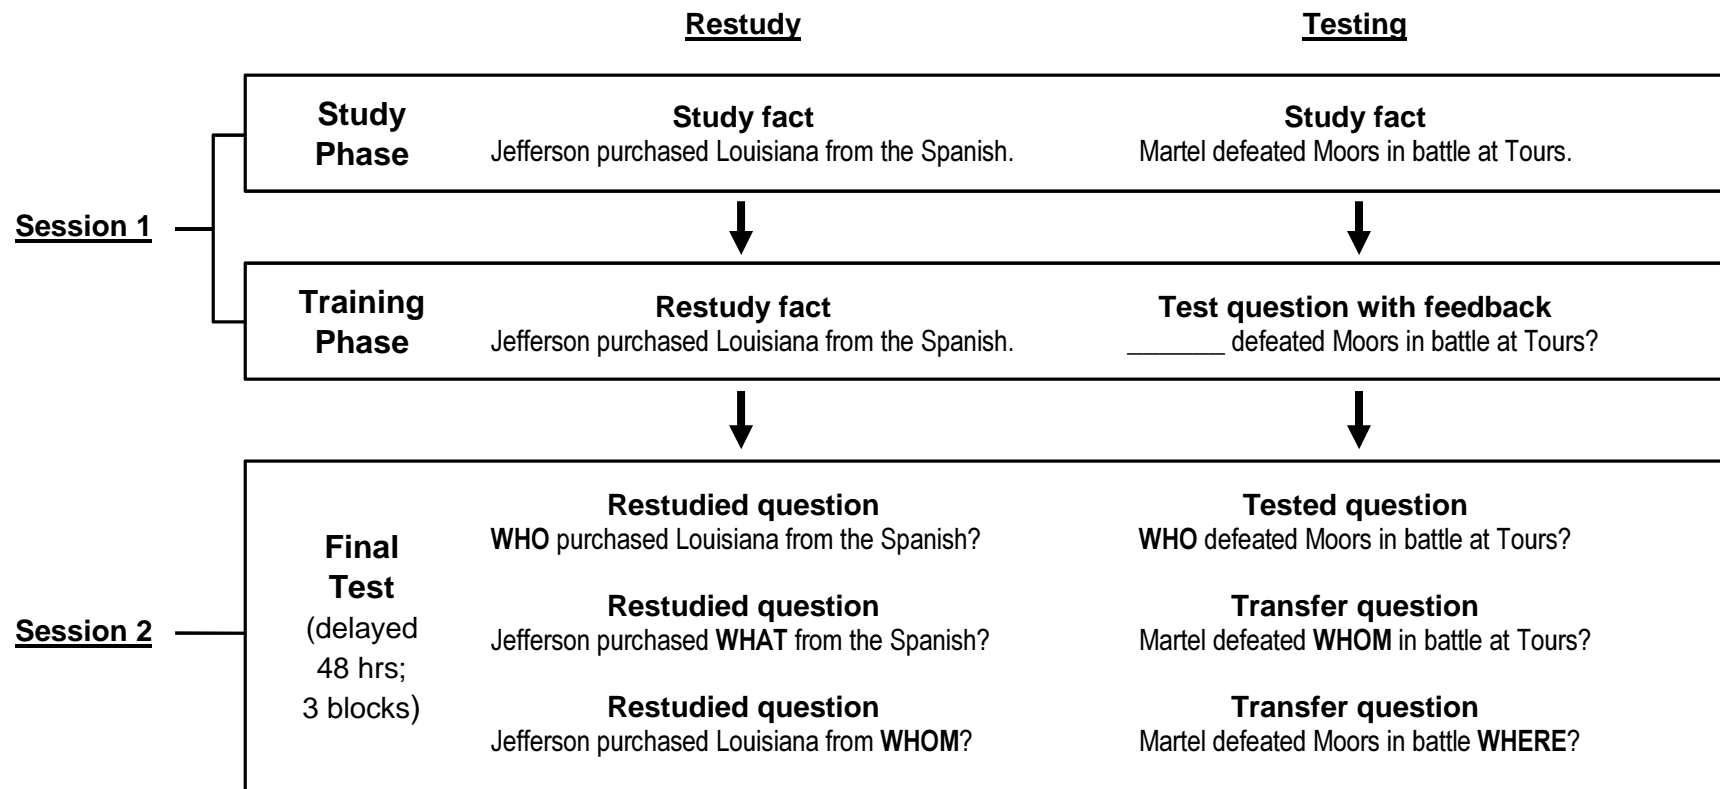 Restudy
Testing
Study
Phase
Study fact
Jefferson purchased Louisiana from the Spanish.
Study fact
Martel defeated Moors in battle at Tours.
Session 1
Training
Phase
Restudy fact
Jefferson purchased Louisiana from the Spanish.
Test question with feedback
_______ defeated Moors in battle at Tours?
Session 2
Final
Test
(delayed
48 hrs;
3 blocks)
Restudied question
WHO purchased Louisiana from the Spanish?
Restudied question
Jefferson purchased WHAT from the Spanish?
Restudied question
Jefferson purchased Louisiana from WHOM?
Tested question
WHO defeated Moors in battle at Tours?
Transfer question
Martel defeated WHOM in battle at Tours?
Transfer question
Martel defeated Moors in battle WHERE?